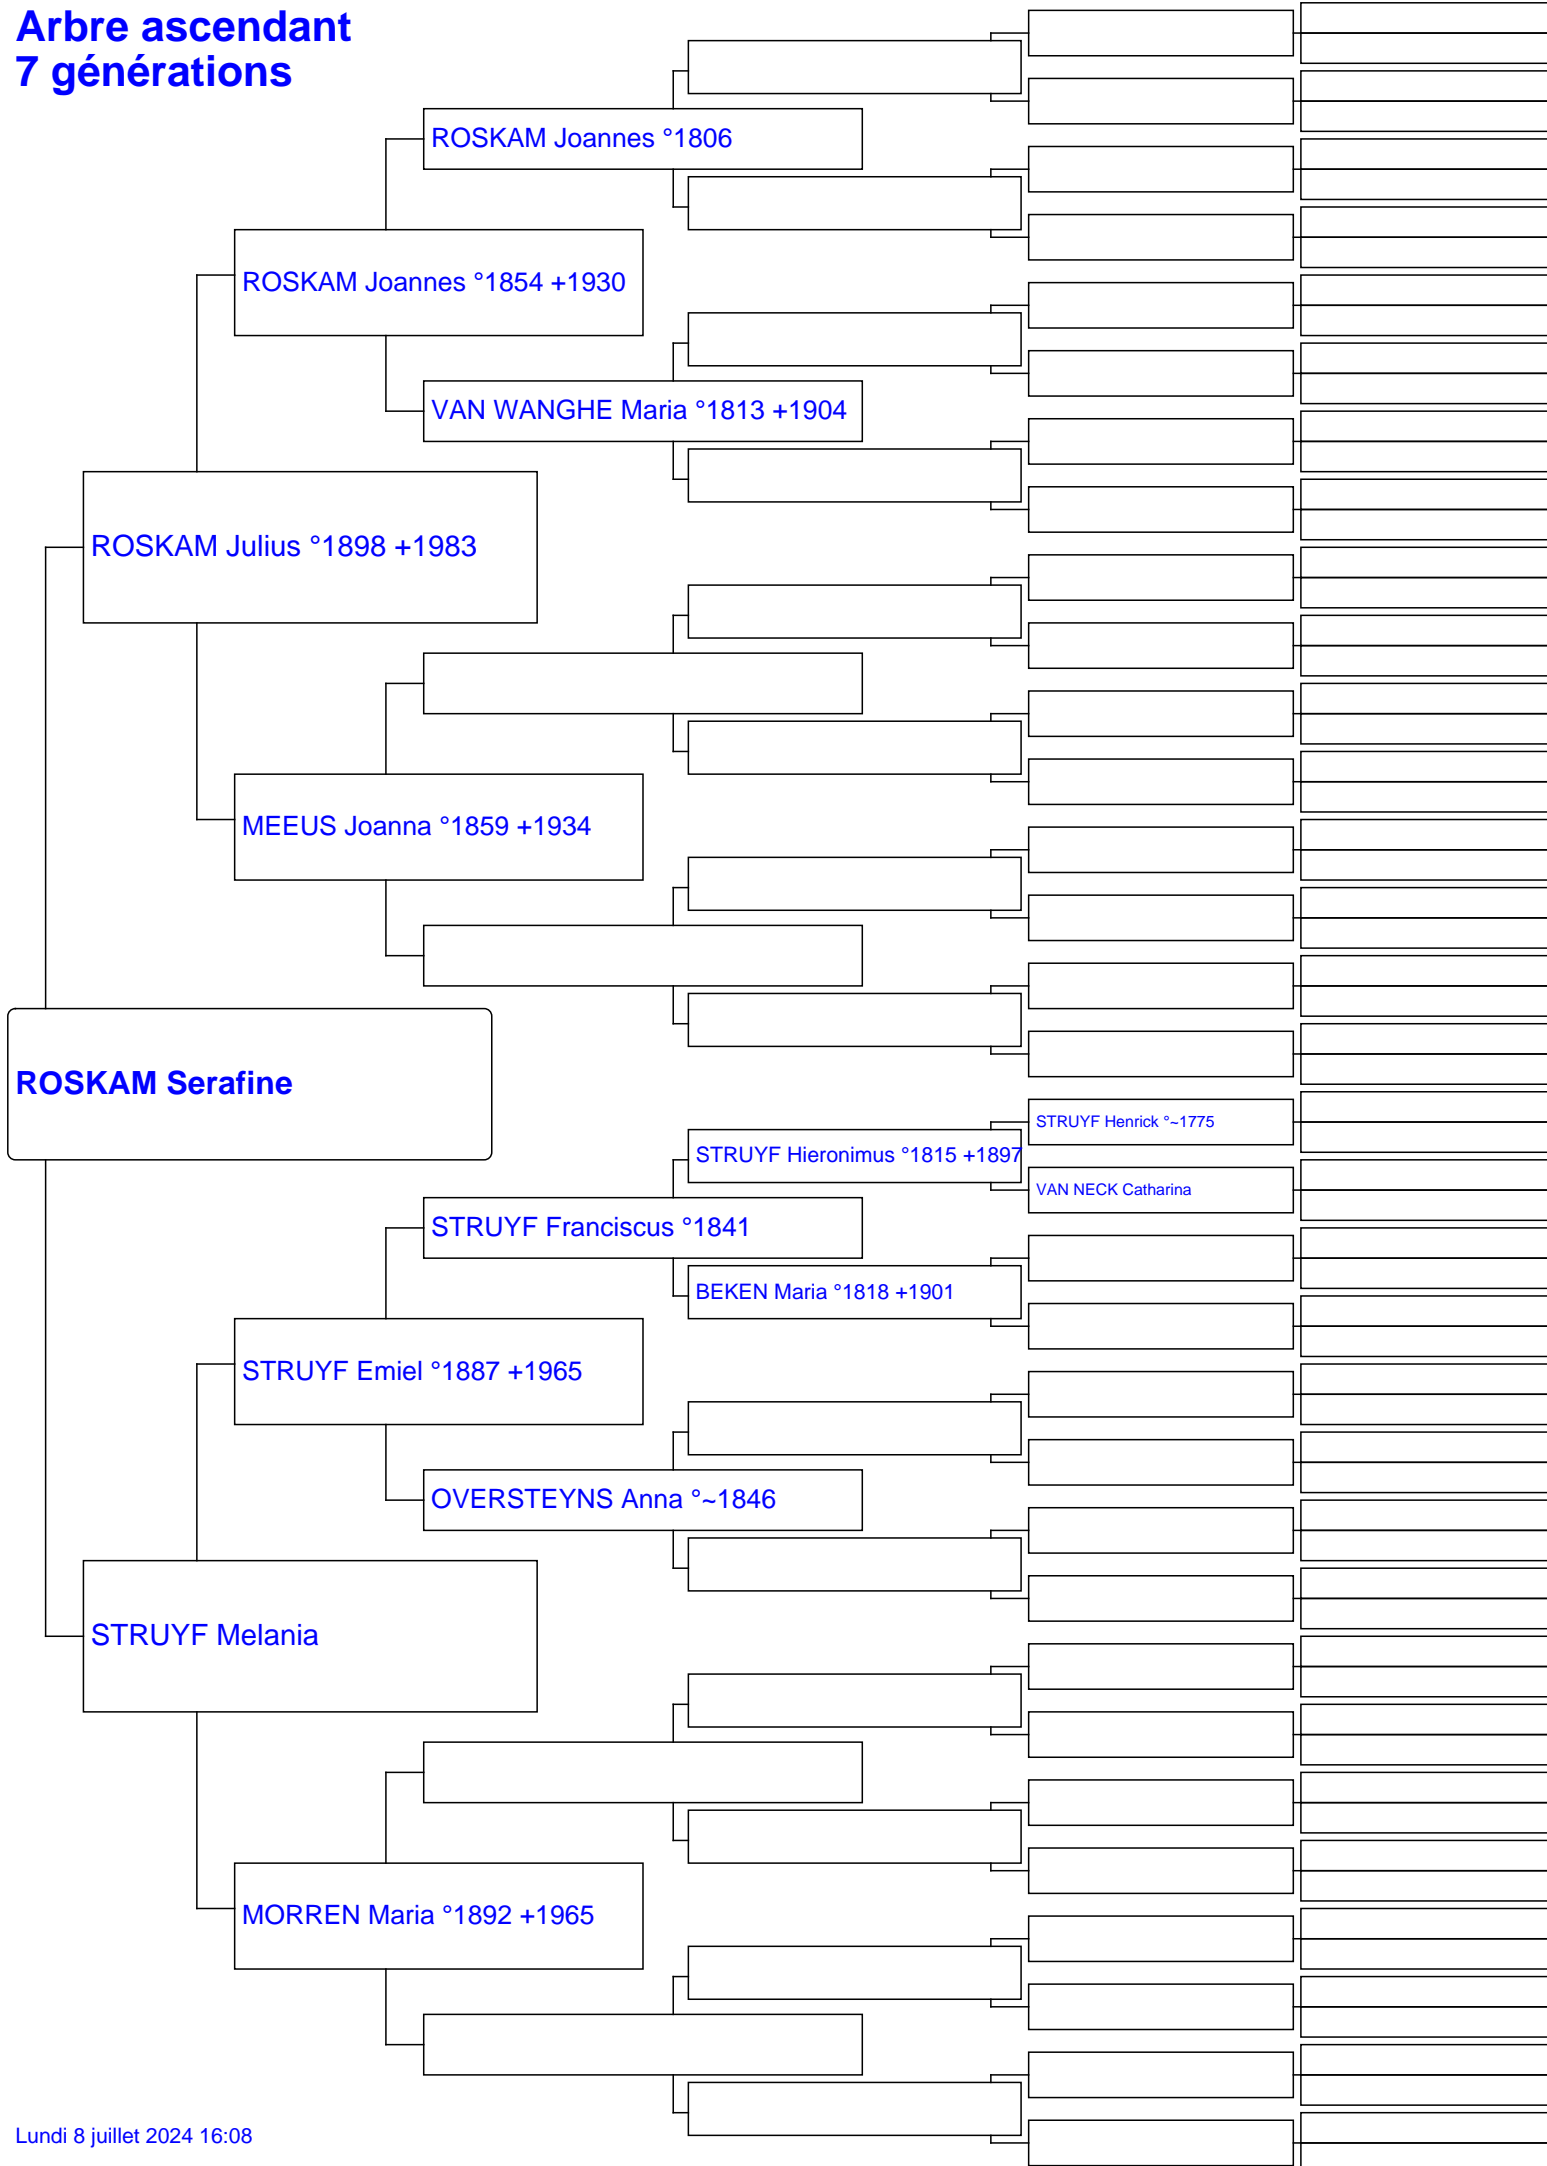 Arbre ascendant
7 générations
ROSKAM Joannes °1806
ROSKAM Joannes °1854 +1930
VAN WANGHE Maria °1813 +1904
ROSKAM Julius °1898 +1983
MEEUS Joanna °1859 +1934
ROSKAM Serafine
STRUYF Henrick °~1775
STRUYF Hieronimus °1815 +1897
VAN NECK Catharina
STRUYF Franciscus °1841
BEKEN Maria °1818 +1901
STRUYF Emiel °1887 +1965
OVERSTEYNS Anna °~1846
STRUYF Melania
MORREN Maria °1892 +1965
Lundi 8 juillet 2024 16:08